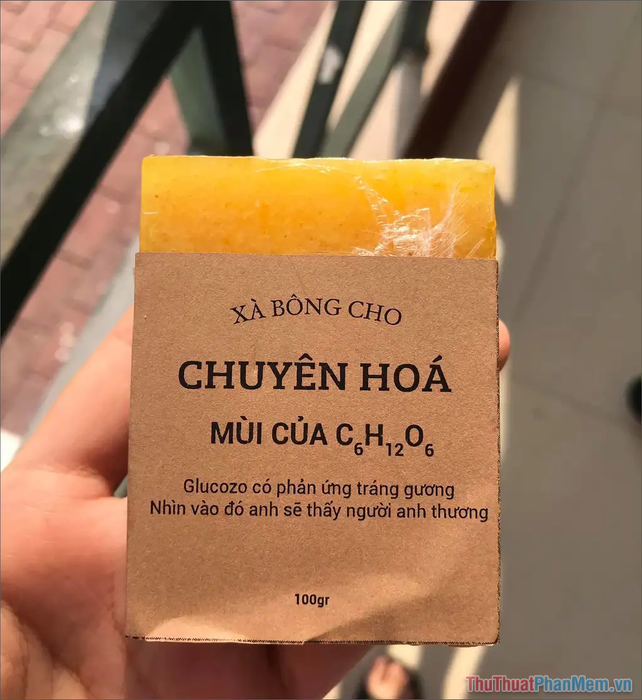 XÀ BÔNG CHO
CHUYÊN HOÁ
MÙI CỦA C₆H₁₂O₆
Glucozo có phản ứng tráng gương
Nhìn vào đó anh sẽ thấy người anh thương
100gr
ThuThuatPhanMem.vn